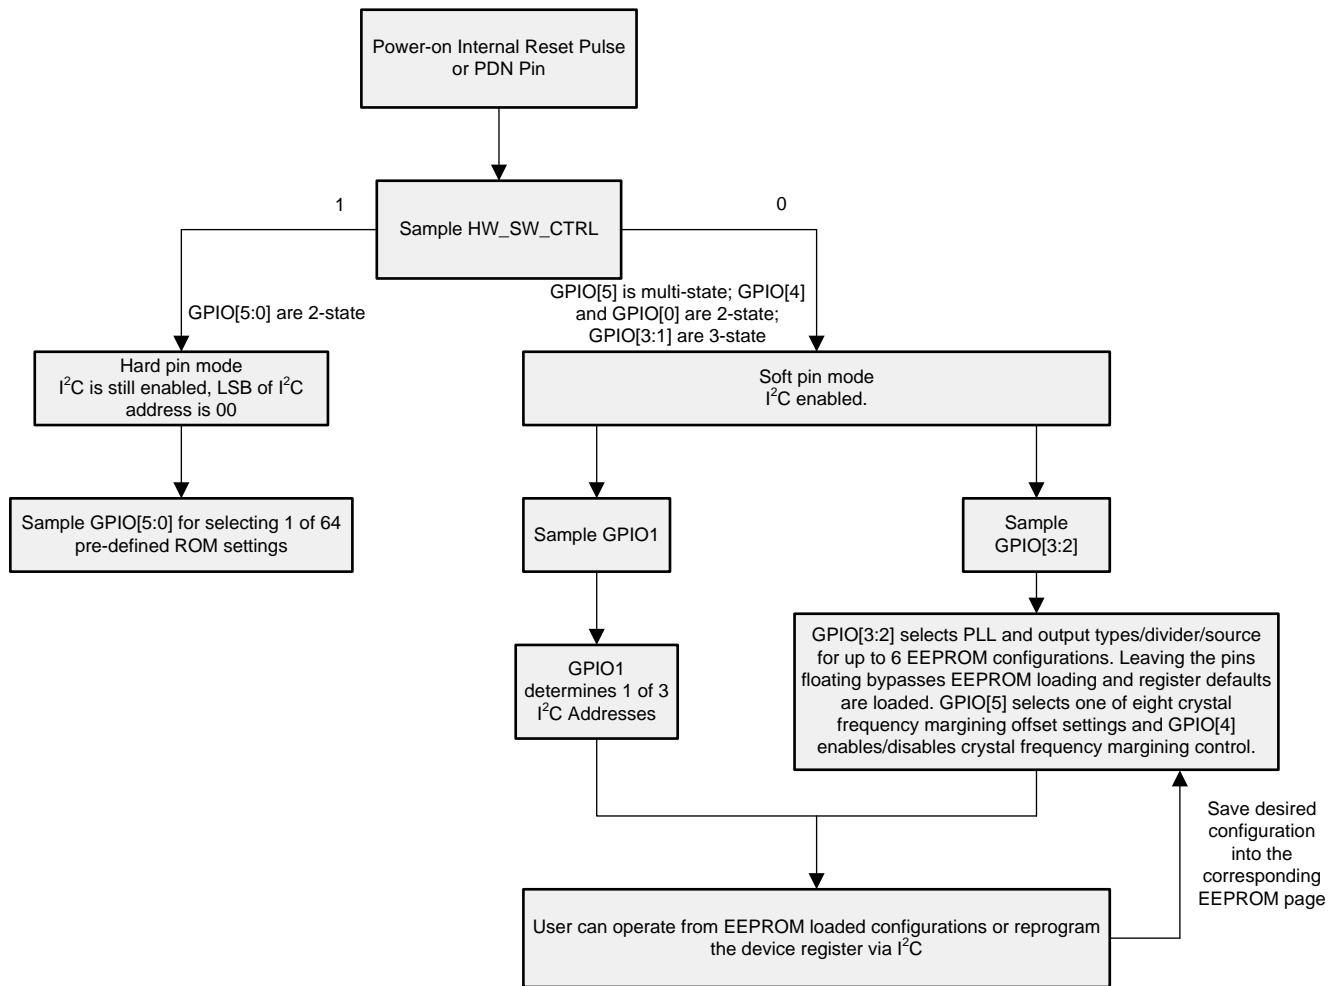 Power-on Internal Reset Pulse
or PDN Pin
1
0
Sample HW_SW_CTRL
GPIO[5:0] are 2-state
GPIO[5] is multi-state; GPIO[4]
and GPIO[0] are 2-state;
GPIO[3:1] are 3-state
Hard pin mode
I²C is still enabled, LSB of I²C
address is 00
Soft pin mode
I²C enabled.
Sample GPIO[5:0] for selecting 1 of 64
pre-defined ROM settings
Sample GPIO1
Sample
GPIO[3:2]
GPIO1
determines 1 of 3
I²C Addresses
GPIO[3:2] selects PLL and output types/divider/source
for up to 6 EEPROM configurations. Leaving the pins
floating bypasses EEPROM loading and register defaults
are loaded. GPIO[5] selects one of eight crystal
frequency margining offset settings and GPIO[4]
enables/disables crystal frequency margining control.
Save desired
configuration
into the
corresponding
EEPROM page
User can operate from EEPROM loaded configurations or reprogram
the device register via I²C